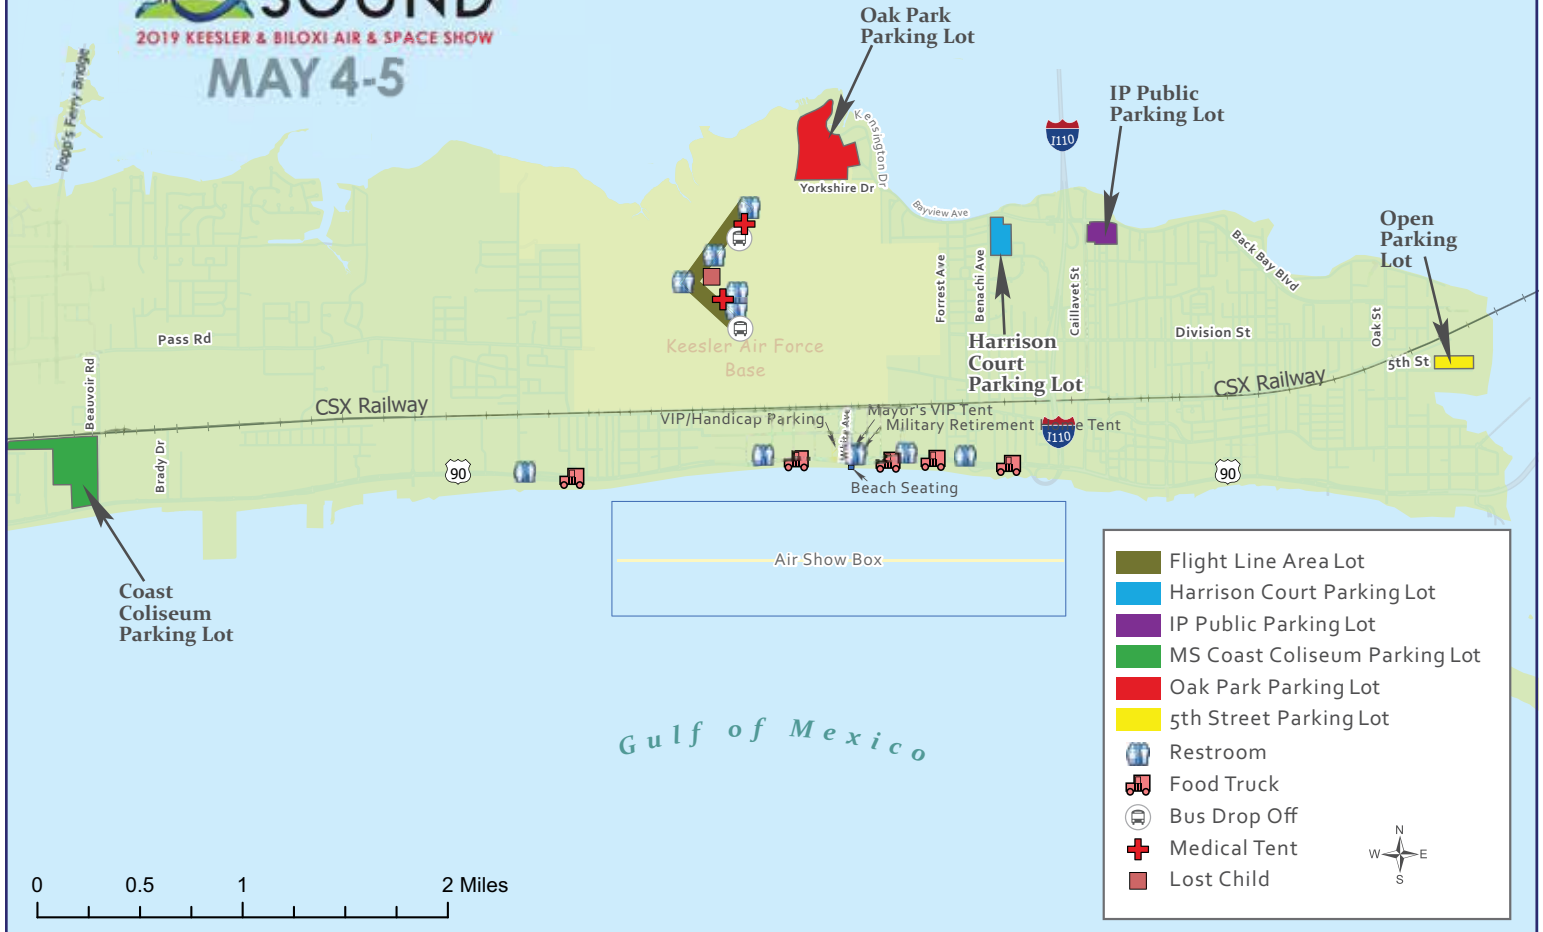 SOUND
2019 KEESLER & BILOXI AIR & SPACE SHOW
MAY 4-5
Popp's Ferry Bridge
Oak Park
Parking Lot
Kensington Dr
Yorkshire Dr
Bayview Ave
I110
IP Public
Parking Lot
Open
Parking
Lot
Back Bay Blvd
Forrest Ave
Benachi Ave
Caillavet St
Division St
Oak St
5th St
Harrison
Court
Parking Lot
Pass Rd
Keesler Air Force
Base
Beauvoir Rd
CSX Railway
CSX Railway
VIP/Handicap Parking
White Ave
Mayor's VIP Tent
Military Retirement Home Tent
I110
Brady Dr
90
90
Beach Seating
Air Show Box
Coast
Coliseum
Parking Lot
Gulf of Mexico
Flight Line Area Lot
Harrison Court Parking Lot
IP Public Parking Lot
MS Coast Coliseum Parking Lot
Oak Park Parking Lot
5th Street Parking Lot
Restroom
Food Truck
Bus Drop Off
Medical Tent
Lost Child
N
W E
S
0 0.5 1 2 Miles